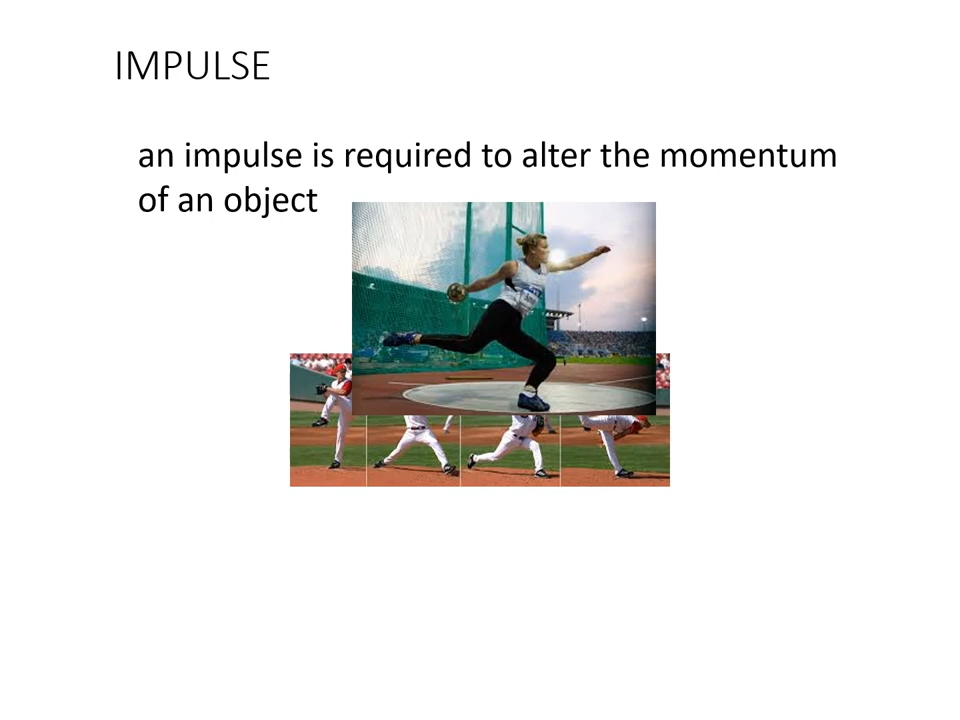 IMPULSE
an impulse is required to alter the momentum
of an object